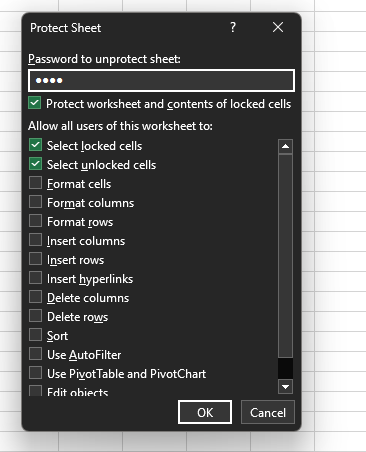 Protect Sheet ?
Password to unprotect sheet:
••••
Protect worksheet and contents of locked cells
Allow all users of this worksheet to:
Select locked cells
Select unlocked cells
Format cells
Format columns
Format rows
Insert columns
Insert rows
Insert hyperlinks
Delete columns
Delete rows
Sort
Use AutoFilter
Use PivotTable and PivotChart
Edit objects
OK Cancel